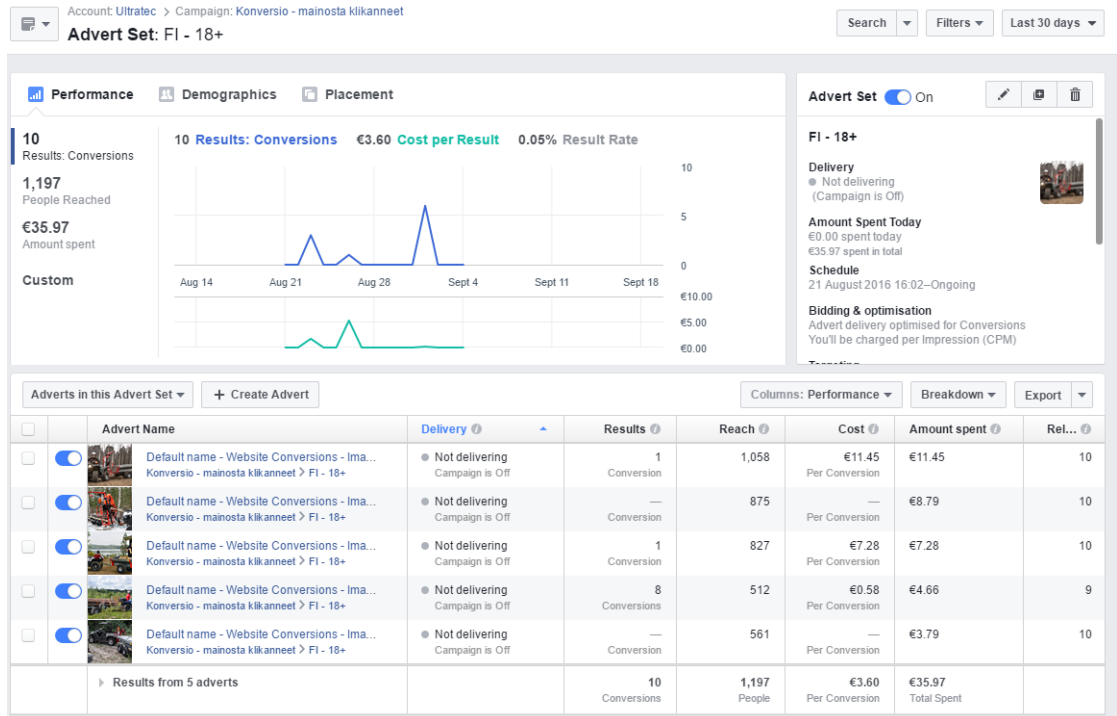 Account: Ultratec > Campaign: Konversio - mainosta klikanneet
Advert Set: FI - 18+
Search
Filters
Last 30 days
Performance
Demographics
Placement
10
Results: Conversions
1,197
People Reached
€35.97
Amount spent
Custom
10 Results: Conversions €3.60 Cost per Result 0.05% Result Rate
10
5
0
Aug 14 Aug 21 Aug 28 Sept 4 Sept 11 Sept 18
€10.00
€5.00
€0.00
Advert Set On
FI - 18+
Delivery
Not delivering
(Campaign is Off)
Amount Spent Today
€0.00 spent today
€35.97 spent in total
Schedule
21 August 2016 16:02–Ongoing
Bidding & optimisation
Advert delivery optimised for Conversions
You'll be charged per Impression (CPM)
Adverts in this Advert Set
+ Create Advert
Columns: Performance
Breakdown
Export
Advert Name Delivery Results Reach Cost Amount spent Rel...
Default name - Website Conversions - Ima... Not delivering 1 1,058 €11.45 €11.45 10
Konversio - mainosta klikanneet > FI - 18+ Campaign is Off Conversion Per Conversion
Default name - Website Conversions - Ima... Not delivering — 875 — €8.79 10
Konversio - mainosta klikanneet > FI - 18+ Campaign is Off Conversion Per Conversion
Default name - Website Conversions - Ima... Not delivering 1 827 €7.28 €7.28 10
Konversio - mainosta klikanneet > FI - 18+ Campaign is Off Conversion Per Conversion
Default name - Website Conversions - Ima... Not delivering 8 512 €0.58 €4.66 9
Konversio - mainosta klikanneet > FI - 18+ Campaign is Off Conversions Per Conversion
Default name - Website Conversions - Ima... Not delivering — 561 — €3.79 10
Konversio - mainosta klikanneet > FI - 18+ Campaign is Off Conversion Per Conversion
Results from 5 adverts 10 1,197 €3.60 €35.97
Conversions People Per Conversion Total Spent